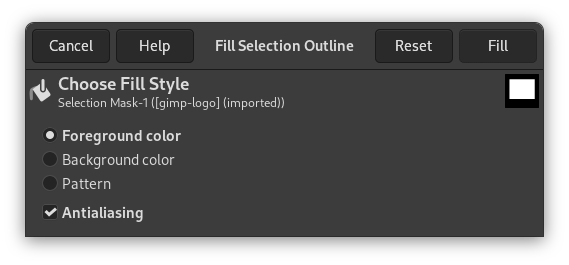 Cancel Help Fill Selection Outline Reset Fill
Choose Fill Style
Selection Mask-1 ([gimp-logo] (imported))
Foreground color
Background color
Pattern
Antialiasing